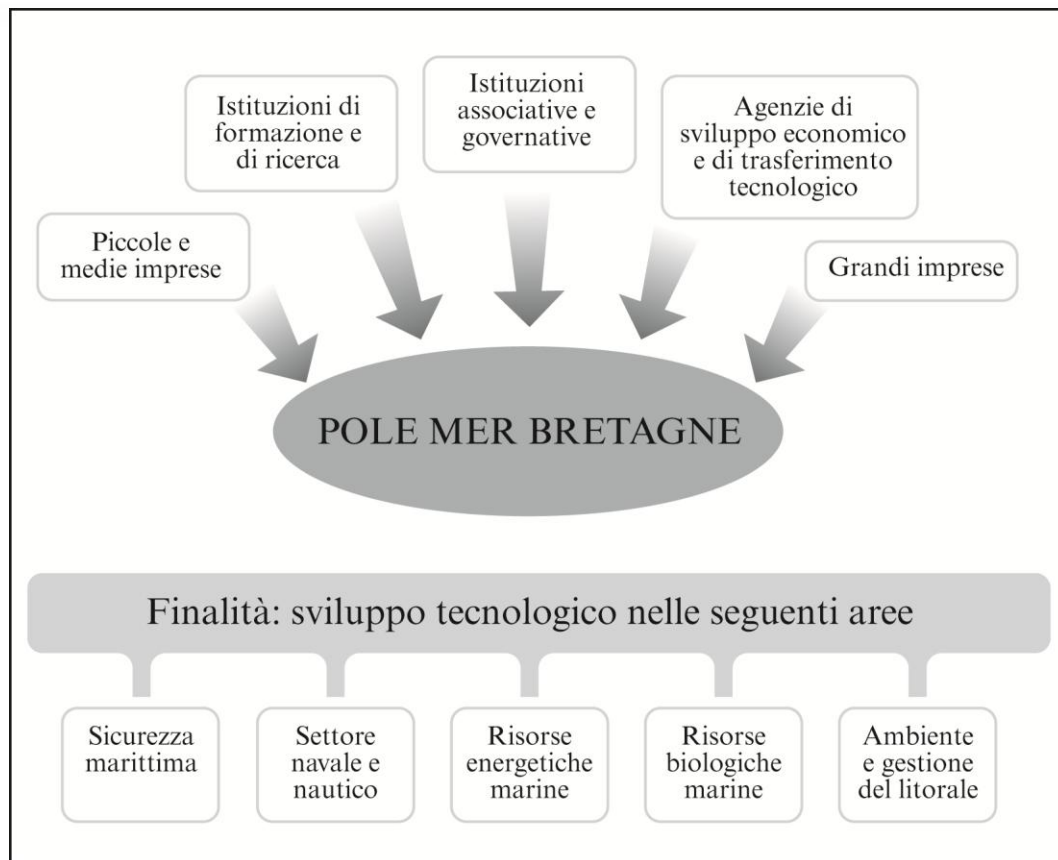 Piccole e
medie imprese
Istituzioni di
formazione e
di ricerca
Istituzioni
associative e
governative
Agenzie di
sviluppo economico
e di trasferimento
tecnologico
Grandi imprese
POLE MER BRETAGNE
Finalità: sviluppo tecnologico nelle seguenti aree
Sicurezza
marittima
Settore
navale e
nautico
Risorse
energetiche
marine
Risorse
biologiche
marine
Ambiente
e gestione
del litorale